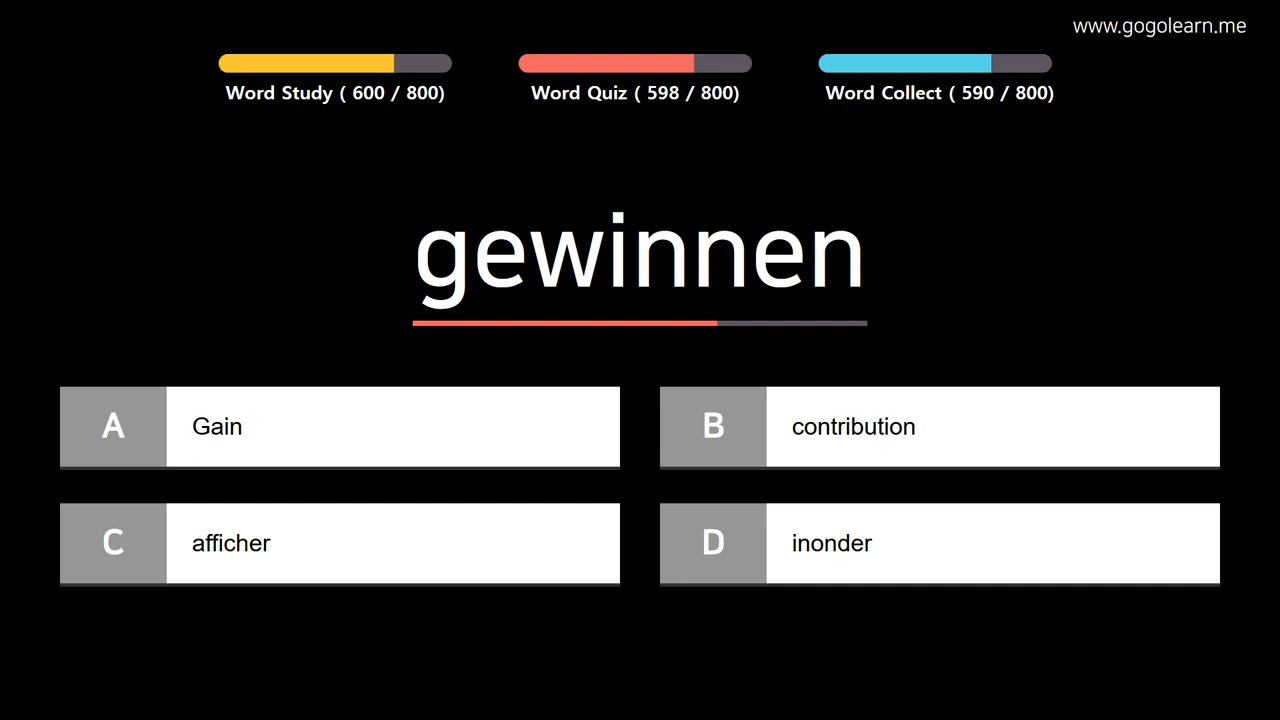 www.gogolearn.me
Word Study ( 600 / 800)
Word Quiz ( 598 / 800)
Word Collect ( 590 / 800)
gewinnen
A Gain
B contribution
C afficher
D inonder